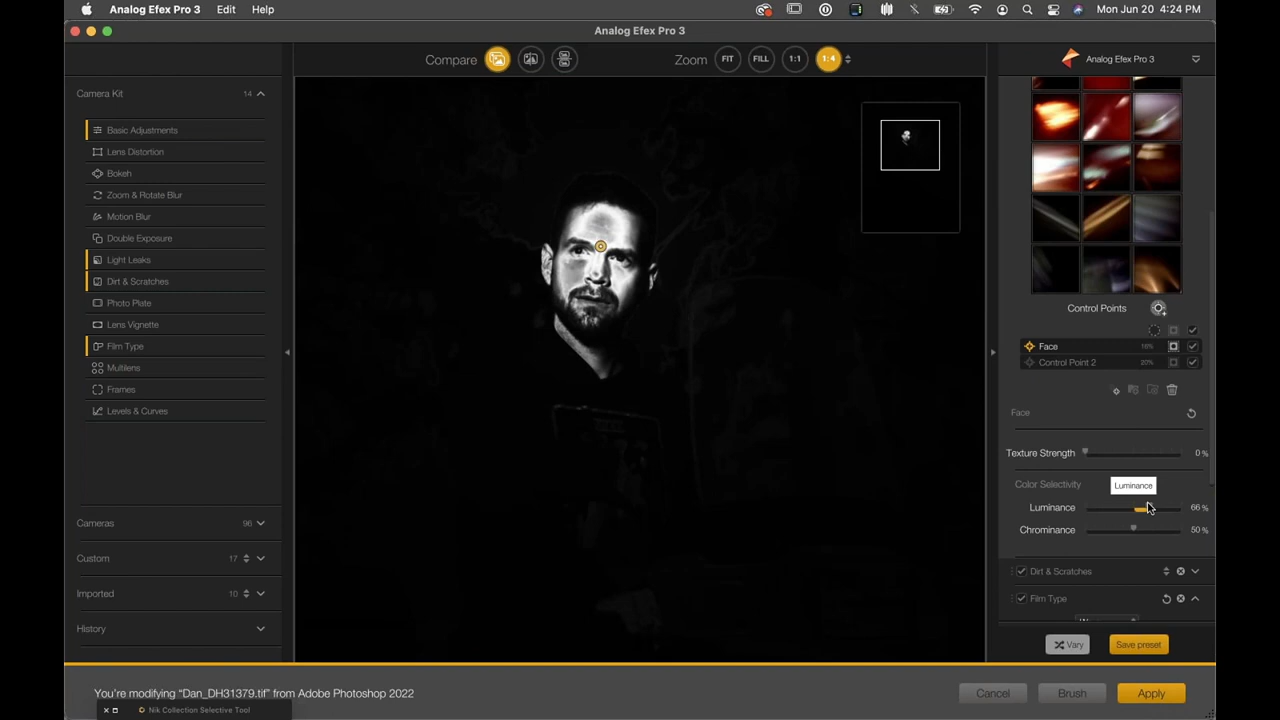 Analog Efex Pro 3 Edit Help
Mon Jun 20 4:24 PM
Analog Efex Pro 3
Compare Zoom FIT FILL 1:1 1:4
Analog Efex Pro 3
Camera Kit 14
Basic Adjustments
Lens Distortion
Bokeh
Zoom & Rotate Blur
Motion Blur
Double Exposure
Light Leaks
Dirt & Scratches
Photo Plate
Lens Vignette
Film Type
Multilens
Frames
Levels & Curves
Cameras 96
Custom 17
Imported 10
History
Control Points
Face 16%
Control Point 2 20%
Face
Texture Strength 0 %
Color Selectivity Luminance
Luminance 66 %
Chrominance 50 %
Dirt & Scratches
Film Type
Vary Save preset
You're modifying "Dan_DH31379.tif" from Adobe Photoshop 2022
Cancel Brush Apply
Nik Collection Selective Tool